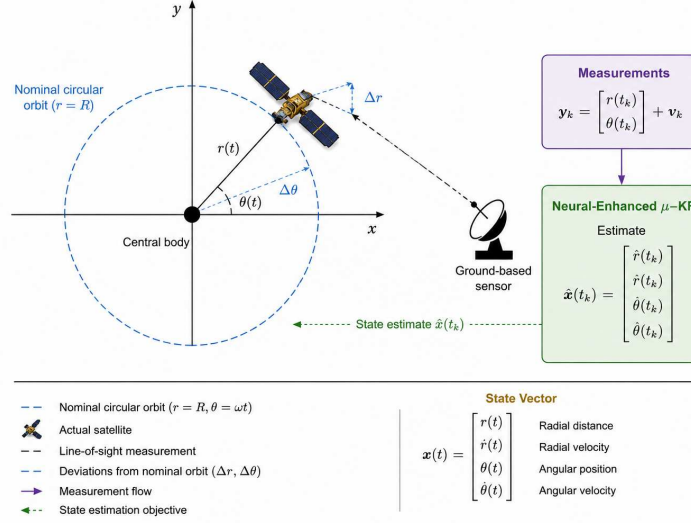 y
Nominal circular
orbit (r = R)
r(t)
Δr
Δθ
θ(t)
x
Central body
Ground-based
sensor
Measurements
y_k = [ r(t_k) θ(t_k) ] + v_k
Neural-Enhanced μ−KF
Estimate
x̂(t_k) = [ r̂(t_k) ṙ̂(t_k) θ̇(t_k) θ̂(t_k) ]
State estimate x̂(t_k)
Nominal circular orbit (r = R, θ = ωt)
Actual satellite
Line-of-sight measurement
Deviations from nominal orbit (Δr, Δθ)
Measurement flow
State estimation objective
State Vector
x(t) = [ r(t) ṙ(t) θ(t) θ̇(t) ]
Radial distance
Radial velocity
Angular position
Angular velocity